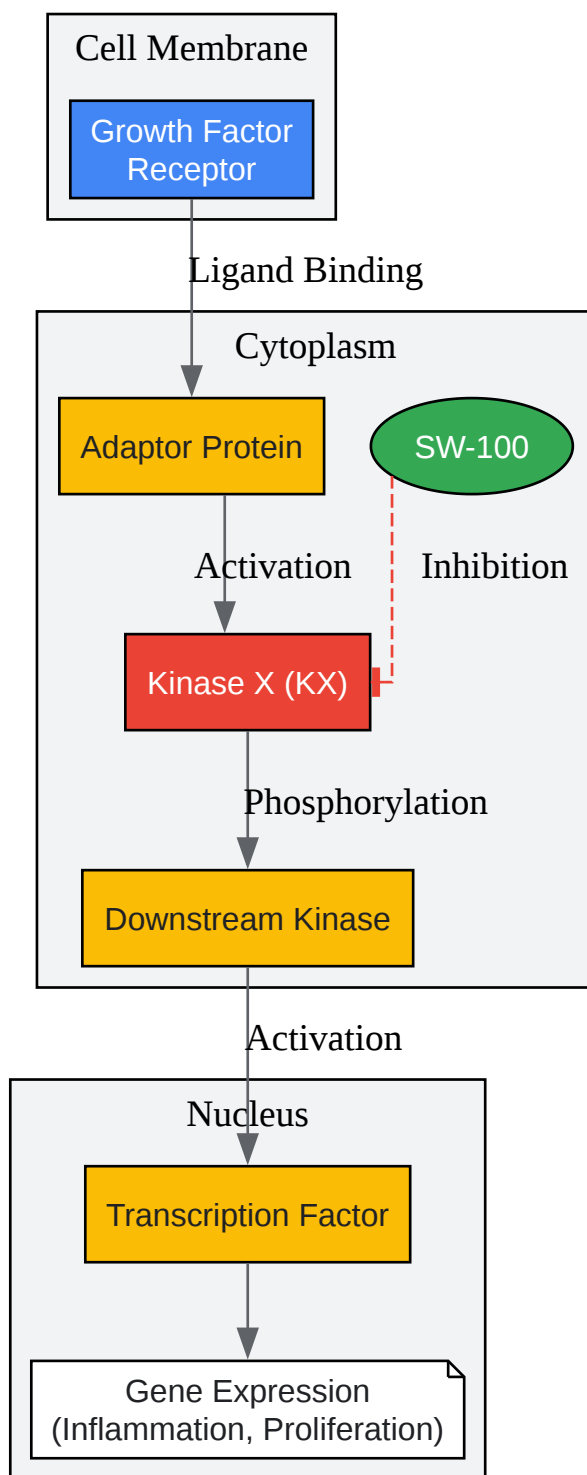 Cell Membrane
Growth Factor
Receptor
Ligand Binding
Cytoplasm
Adaptor Protein
SW-100
Activation
Inhibition
Kinase X (KX)
Phosphorylation
Downstream Kinase
Activation
Nucleus
Transcription Factor
Gene Expression
(Inflammation, Proliferation)